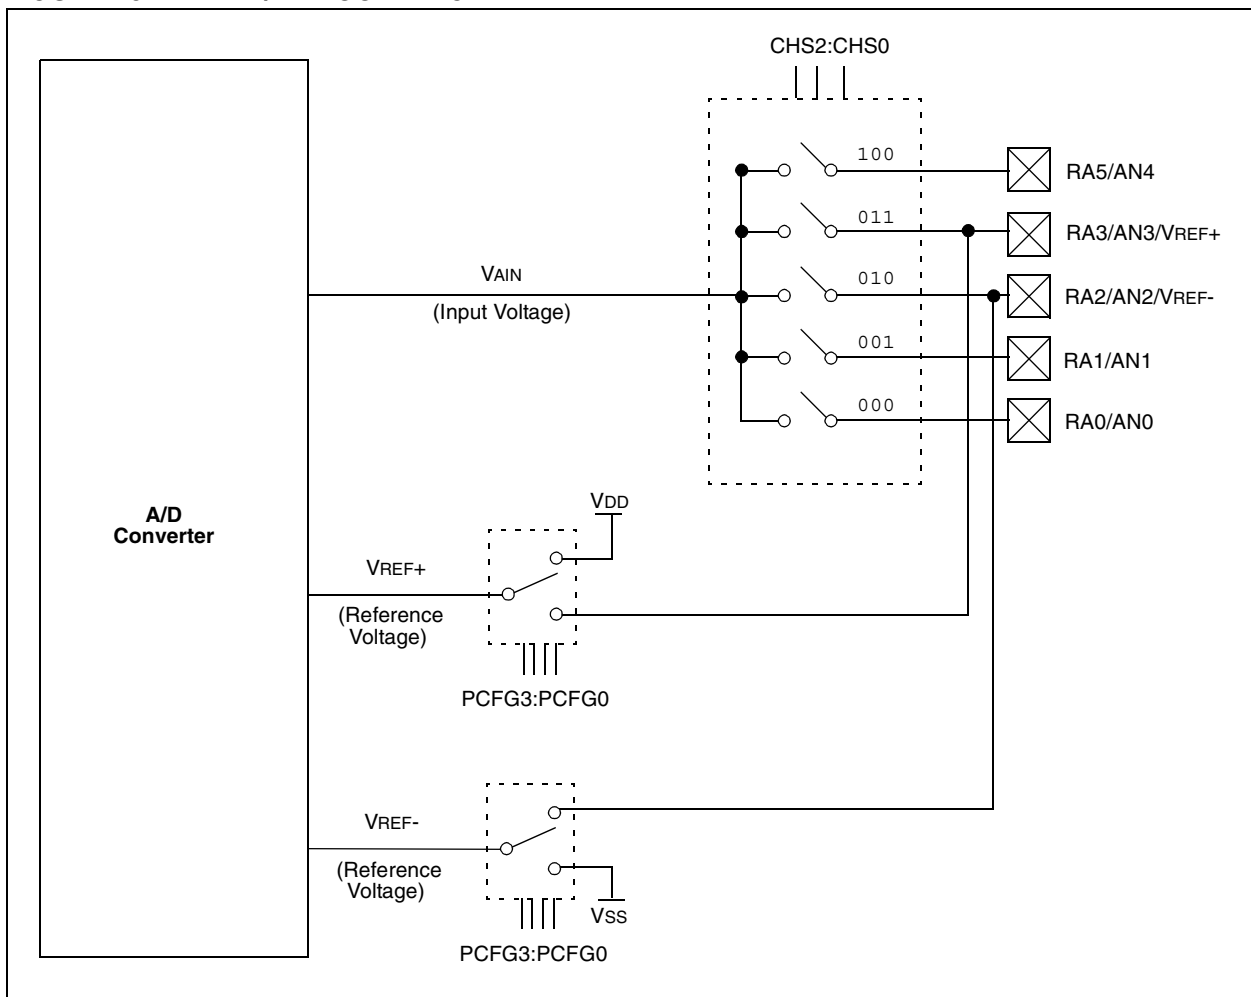 CHS2:CHS0
100
RA5/AN4
011
RA3/AN3/VREF+
VAIN
(Input Voltage)
010
RA2/AN2/VREF-
001
RA1/AN1
000
RA0/AN0
A/D
Converter
VDD
VREF+
(Reference
Voltage)
PCFG3:PCFG0
VREF-
(Reference
Voltage)
VSS
PCFG3:PCFG0